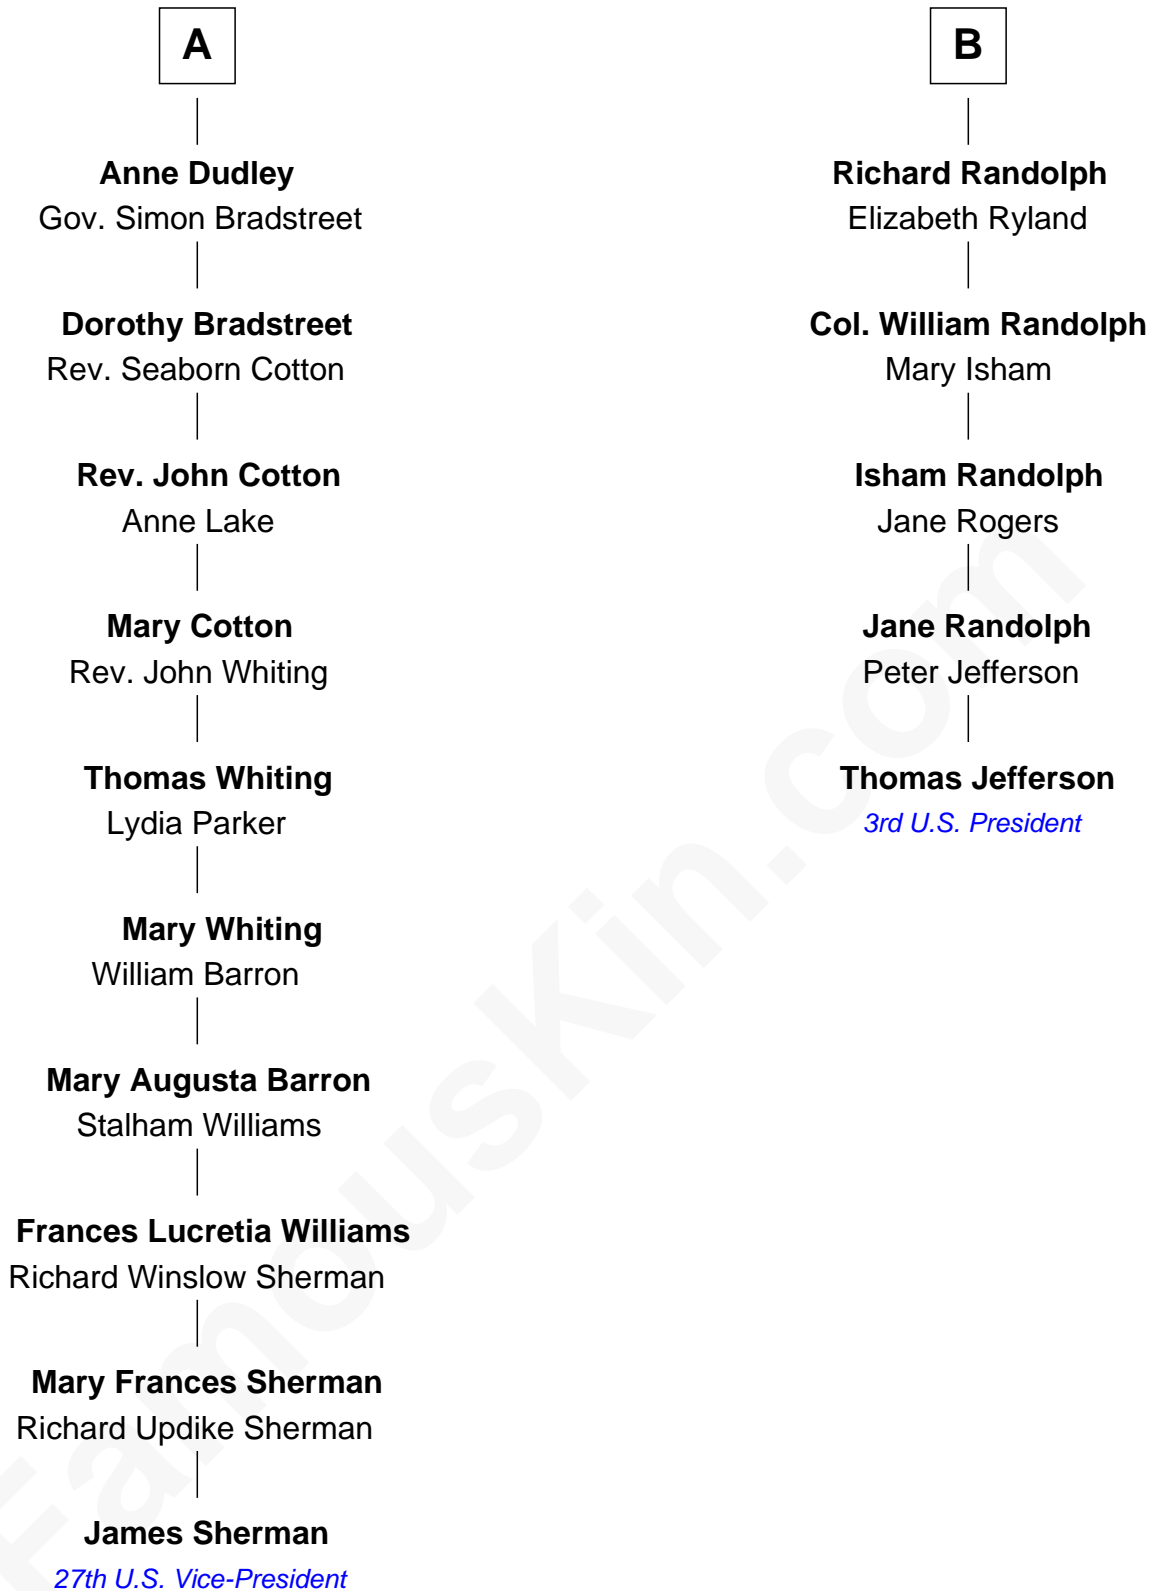 A
Anne Dudley
Gov. Simon Bradstreet
Dorothy Bradstreet
Rev. Seaborn Cotton
Rev. John Cotton
Anne Lake
Mary Cotton
Rev. John Whiting
Thomas Whiting
Lydia Parker
Mary Whiting
William Barron
Mary Augusta Barron
Stalham Williams
Frances Lucretia Williams
Richard Winslow Sherman
Mary Frances Sherman
Richard Updike Sherman
James Sherman
27th U.S. Vice-President
B
Richard Randolph
Elizabeth Ryland
Col. William Randolph
Mary Isham
Isham Randolph
Jane Rogers
Jane Randolph
Peter Jefferson
Thomas Jefferson
3rd U.S. President
FamousKin.com